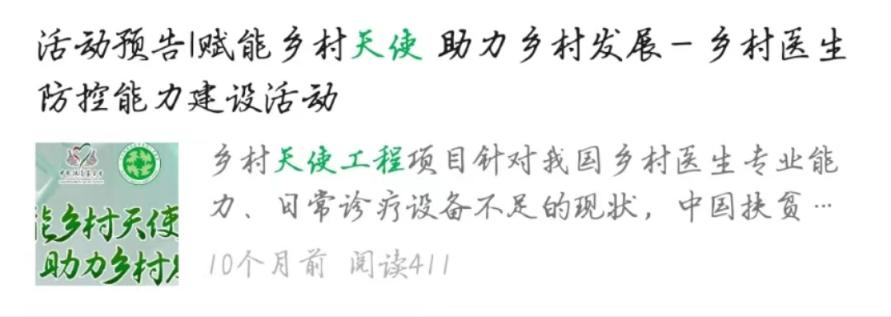 活动预告|赋能乡村天使 助力乡村发展－乡村医生
防控能力建设活动
乡村天使工程项目针对我国乡村医生专业能
力、日常诊疗设备不足的现状，中国扶贫…
10个月前 阅读411
能乡村天使
助力乡村发